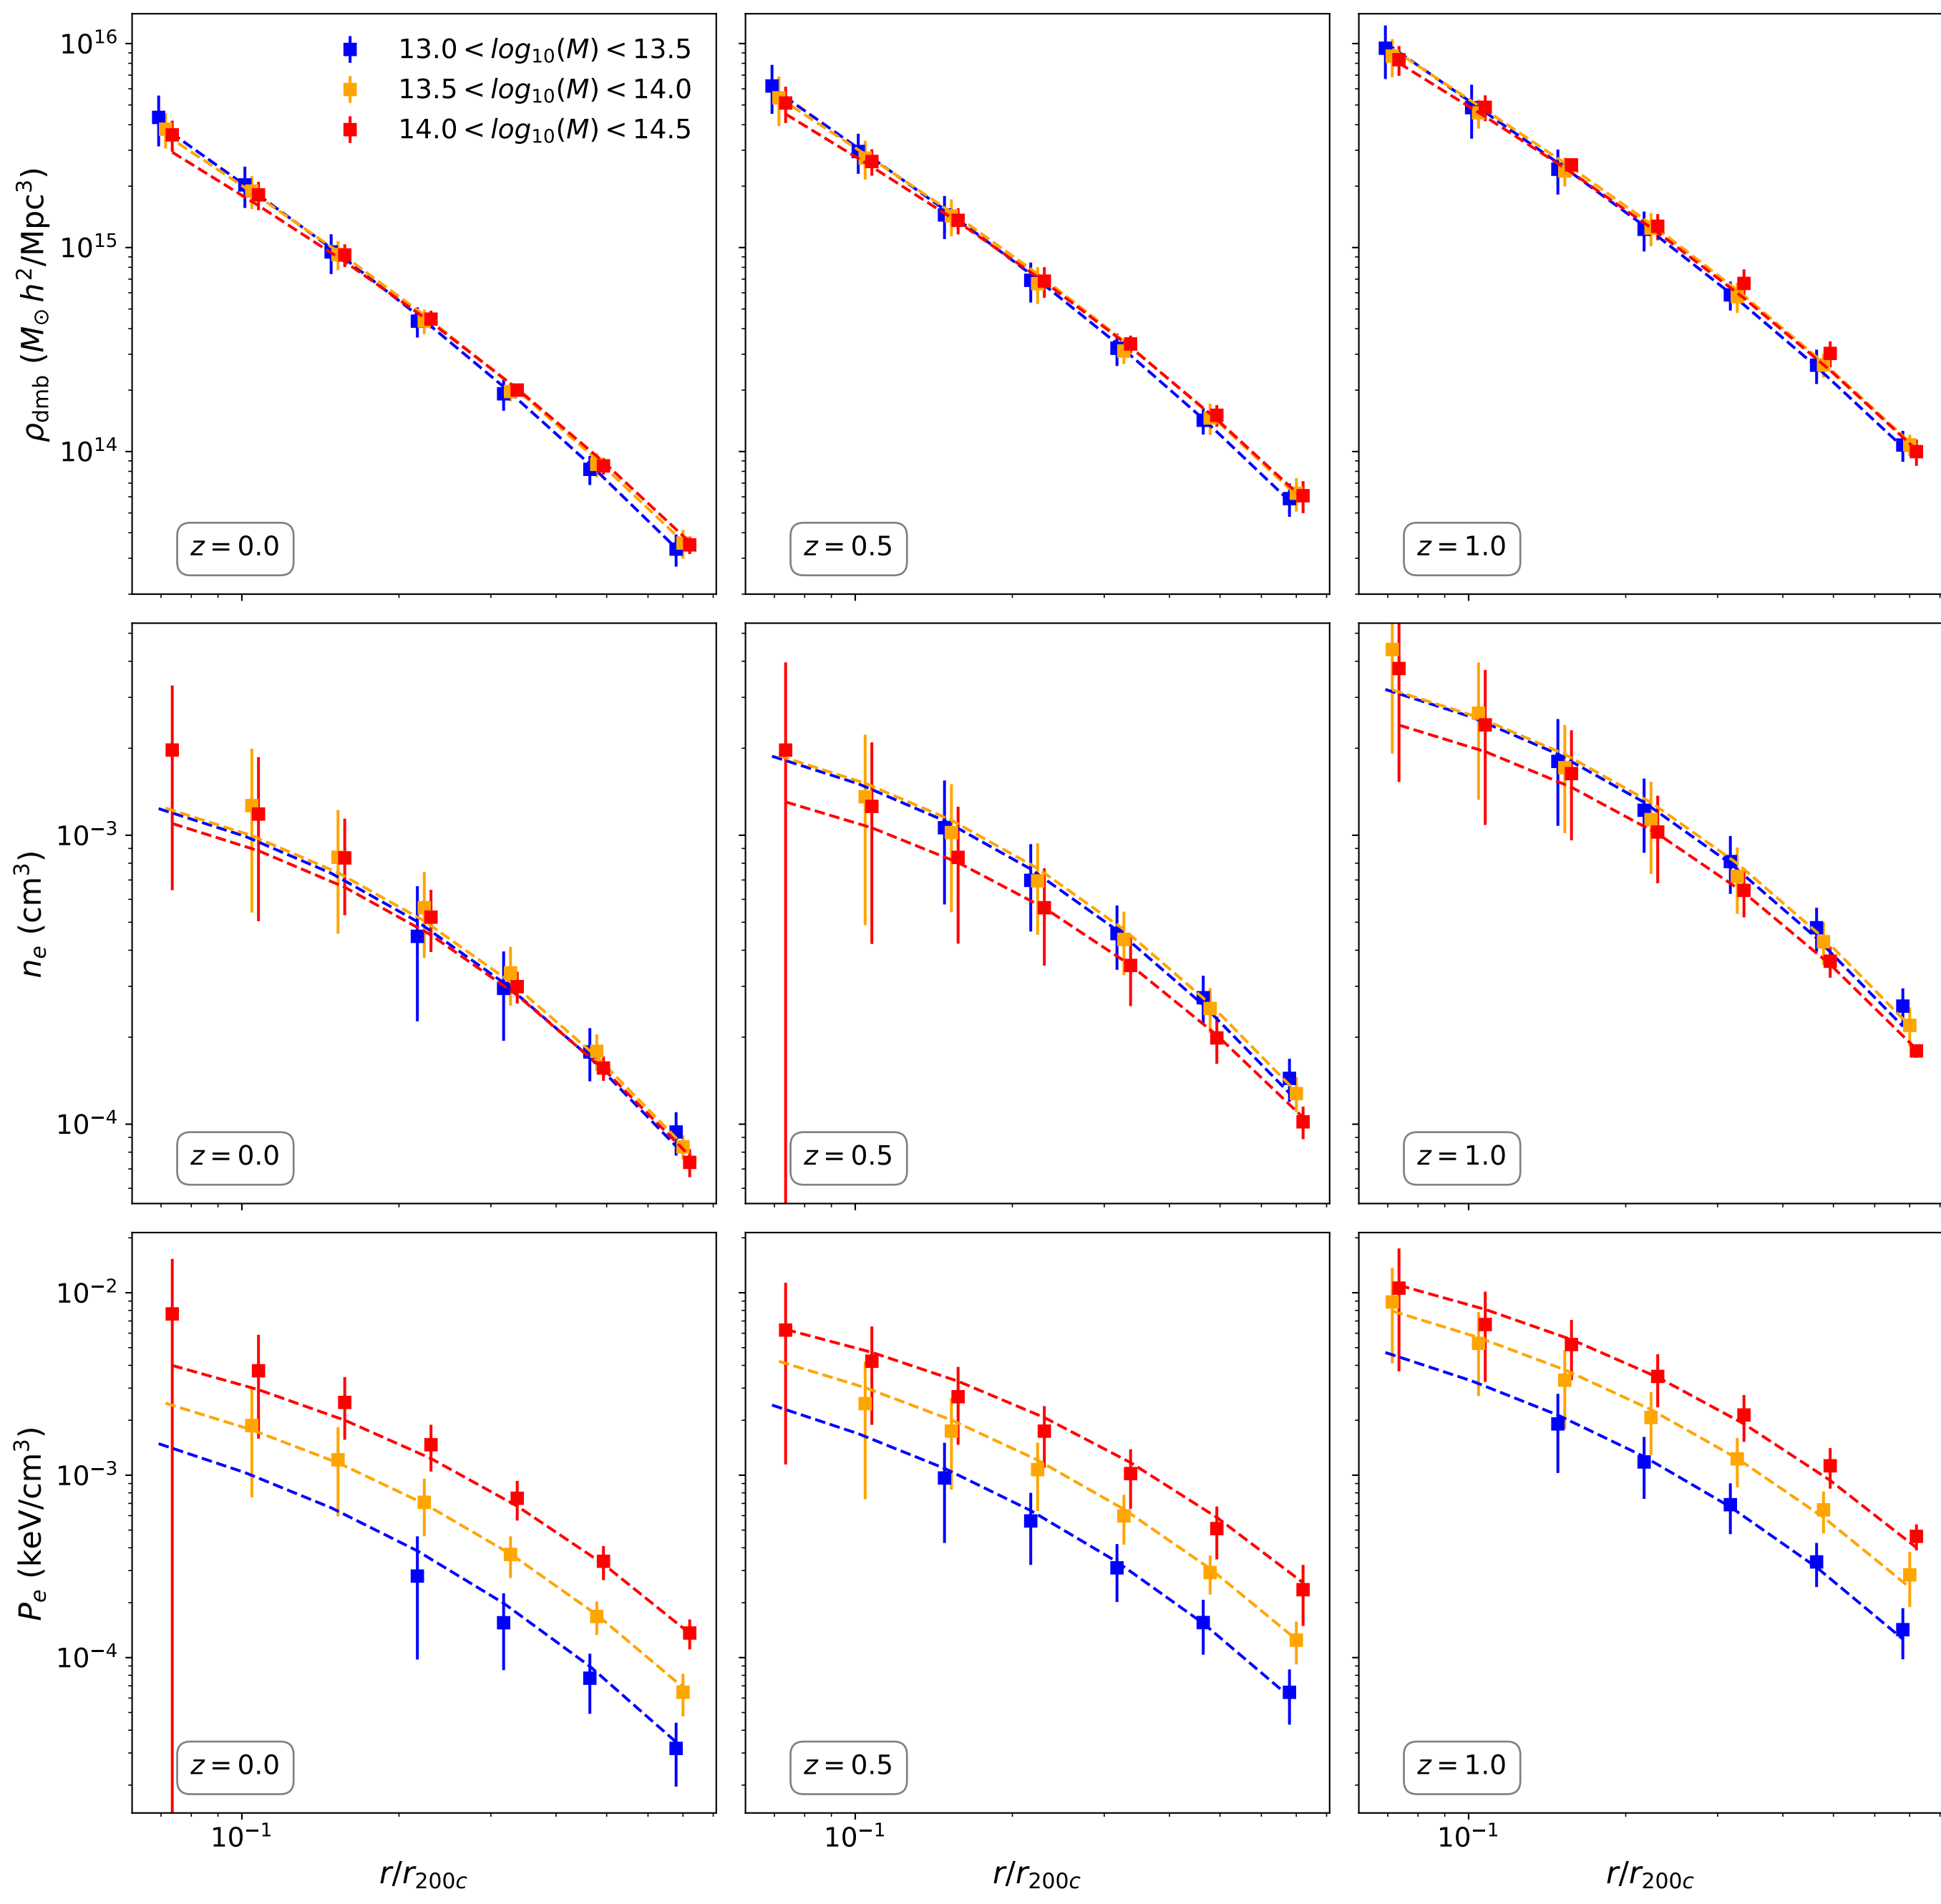 10^16
10^15
10^14
ρ_dmb (M_⊙ h^2/Mpc^3)
13.0 < log_10(M) < 13.5
13.5 < log_10(M) < 14.0
14.0 < log_10(M) < 14.5
z = 0.0
z = 0.5
z = 1.0
10^−3
10^−4
n_e (cm^3)
z = 0.0
z = 0.5
z = 1.0
10^−2
10^−3
10^−4
P_e (keV/cm^3)
z = 0.0
z = 0.5
z = 1.0
10^−1
10^−1
10^−1
r/r_200c
r/r_200c
r/r_200c